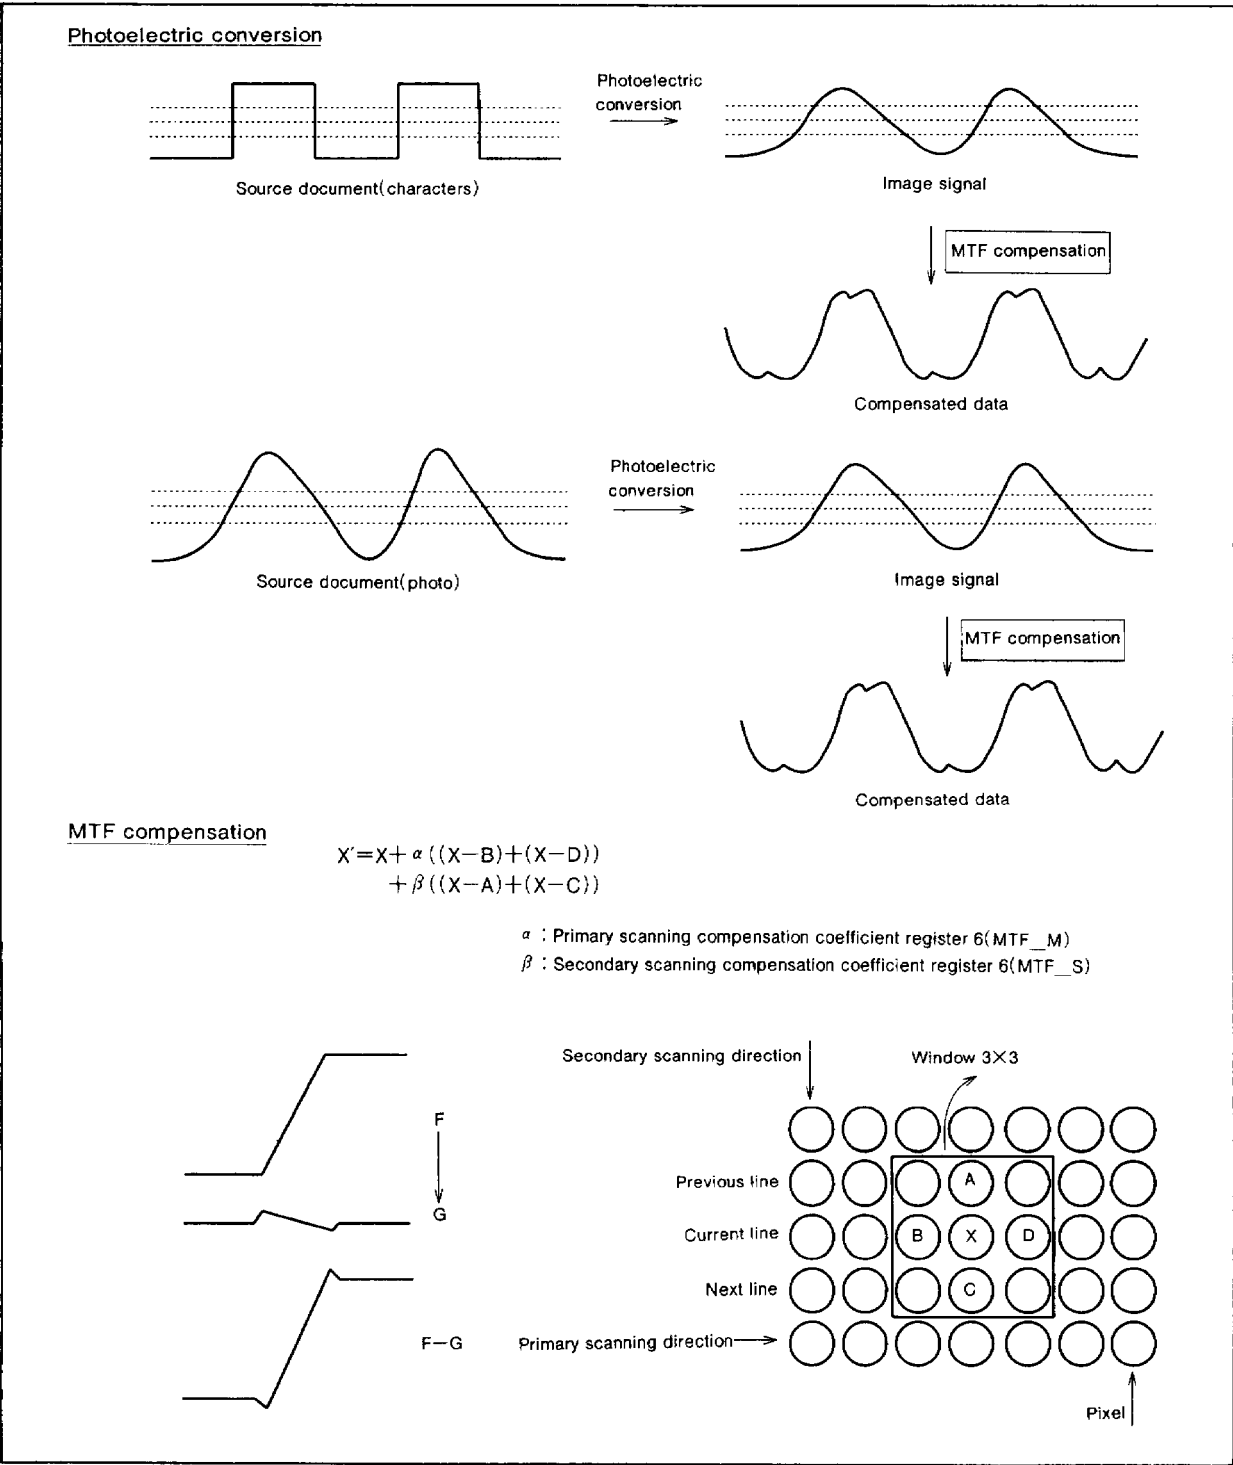 Photoelectric conversion
Photoelectric
conversion
Source document(characters)
Image signal
MTF compensation
Compensated data
Photoelectric
conversion
Source document(photo)
Image signal
MTF compensation
Compensated data
MTF compensation
X′=X+α((X−B)+(X−D))
+β((X−A)+(X−C))
α : Primary scanning compensation coefficient register 6(MTF__M)
β : Secondary scanning compensation coefficient register 6(MTF__S)
Secondary scanning direction
Window 3×3
F
Previous line
A
G
Current line
B X D
Next line
C
F−G
Primary scanning direction
Pixel